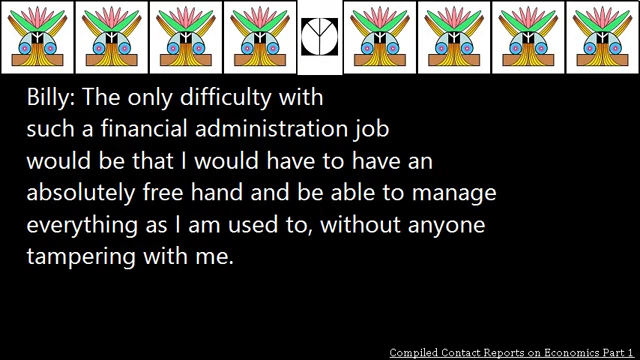 Billy: The only difficulty with
such a financial administration job
would be that I would have to have an
absolutely free hand and be able to manage
everything as I am used to, without anyone
tampering with me.
Compiled Contact Reports on Economics Part 1